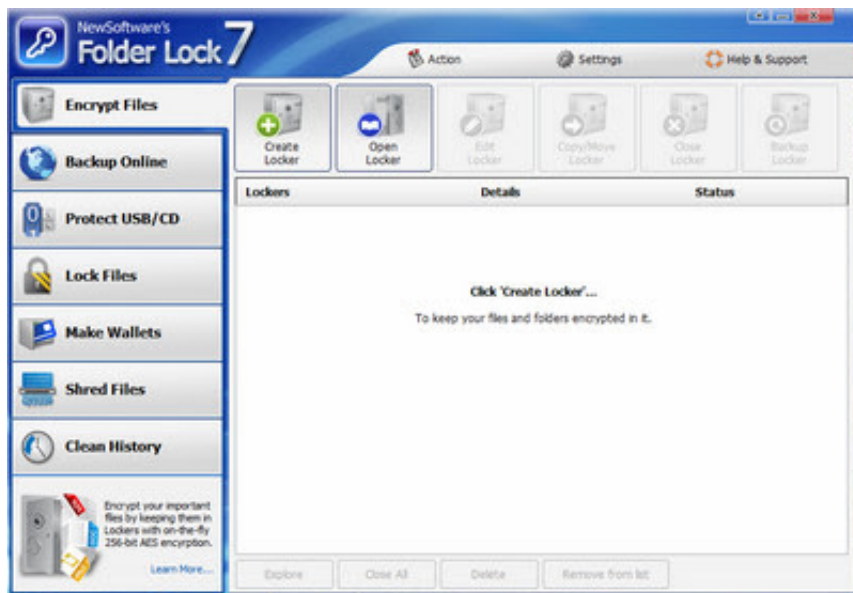 NewSoftware's
Folder Lock 7
Action
Settings
Help & Support
Encrypt Files
Backup Online
Protect USB/CD
Lock Files
Make Wallets
Shred Files
Clean History
Create
Locker
Open
Locker
Edit
Locker
Copy/Move
Locker
Close
Locker
Backup
Locker
Lockers
Details
Status
Click 'Create Locker'...
To keep your files and folders encrypted in it.
Encrypt your important
files by keeping them in
Lockers with on-the-fly
256-bit AES encyrption.
Learn More...
Explore
Close All
Delete
Remove from list